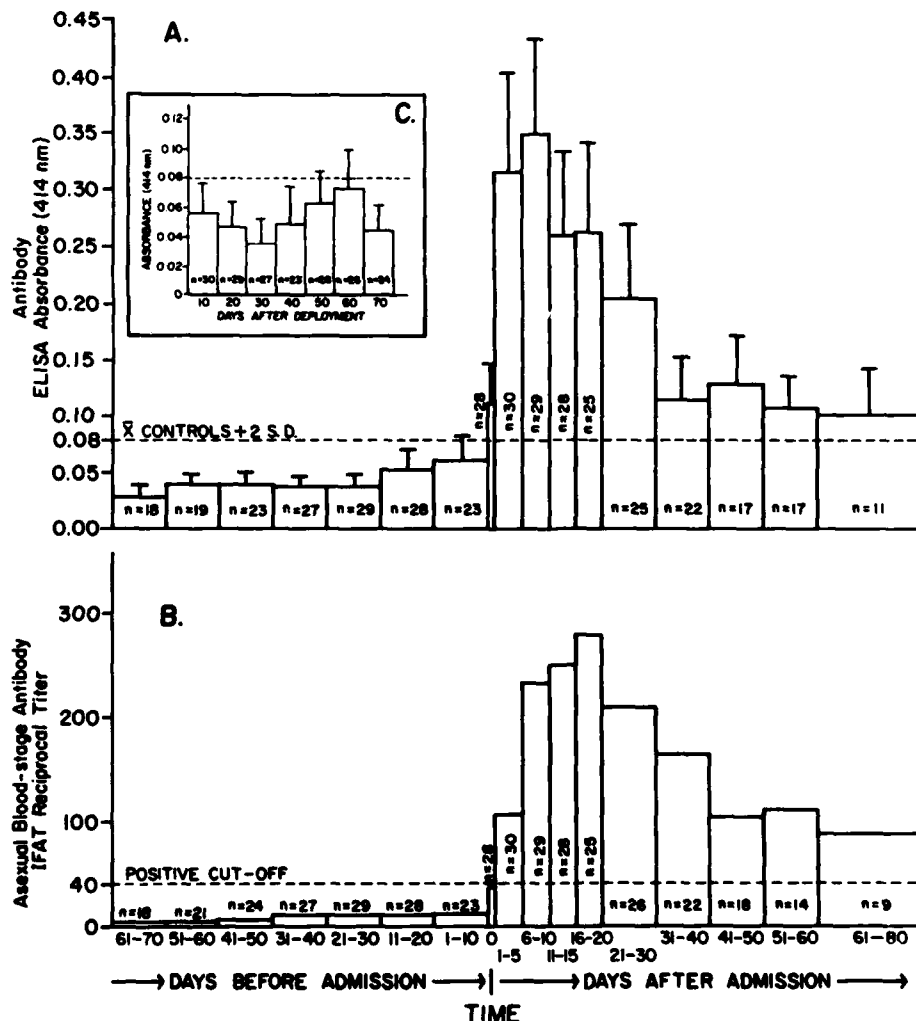 A.
Antibody
ELISA Absorbance (414 nm)
0.45
0.40
0.35
0.30
0.25
0.20
0.15
0.10
0.08
0.05
0.00
X̄ CONTROLS + 2 S.D.
n=18 n=19 n=23 n=27 n=29 n=28 n=23 n=28 n=30 n=29 n=28 n=25 n=25 n=22 n=17 n=17 n=11
C.
ABSORBANCE (414 nm)
0.12
0.10
0.08
0.06
0.04
0.02
0
n=30 n=29 n=27 n=23
10 20 30 40 50 60 70
DAYS AFTER DEPLOYMENT
B.
Asexual Blood-stage Antibody
IFAT Reciprocal Titer
300
200
100
40
0
POSITIVE CUT-OFF
n=18 n=21 n=24 n=27 n=29 n=28 n=23 n=28 n=30 n=29 n=28 n=25 n=26 n=22 n=18 n=14 n=9
61-70 51-60 41-50 31-40 21-30 11-20 1-10 0 6-10 16-20 31-40 41-50 51-60 61-80
1-5 11-15 21-30
DAYS BEFORE ADMISSION DAYS AFTER ADMISSION
TIME